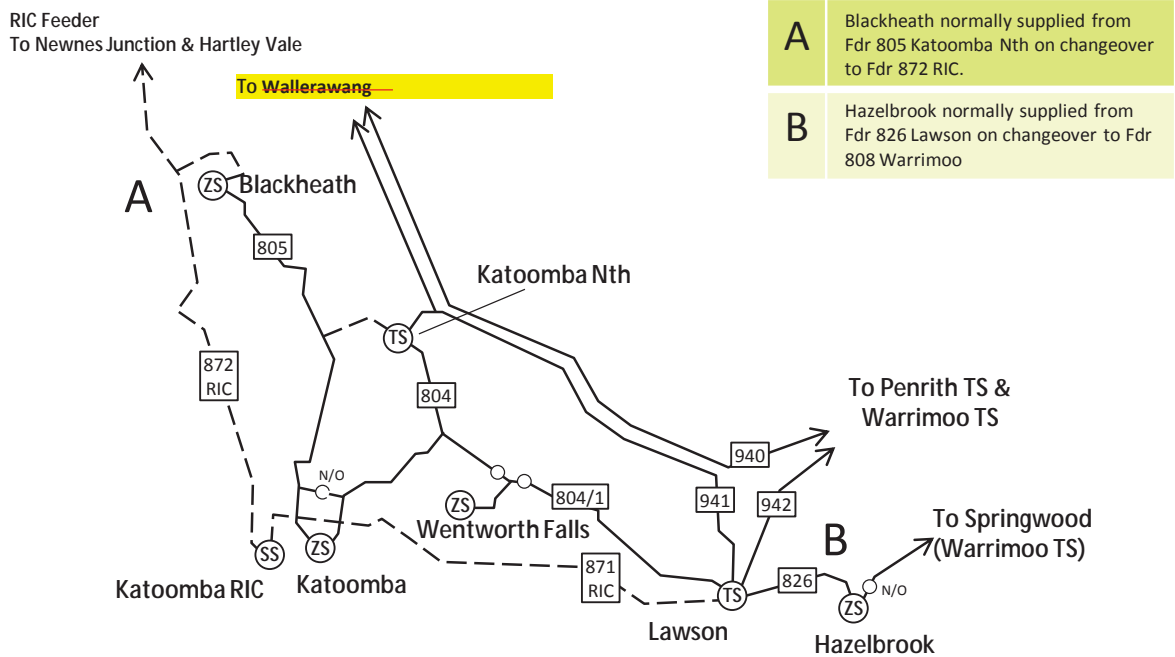 RIC Feeder
To Newnes Junction & Hartley Vale
To Wallerawang
A
Blackheath normally supplied from
Fdr 805 Katoomba Nth on changeover
to Fdr 872 RIC.
B
Hazelbrook normally supplied from
Fdr 826 Lawson on changeover to Fdr
808 Warrimoo
A
ZS
Blackheath
805
Katoomba Nth
TS
872
RIC
804
To Penrith TS &
Warrimoo TS
940
N/O
ZS
804/1
941
942
Wentworth Falls
B
To Springwood
(Warrimoo TS)
SS
ZS
Katoomba RIC
Katoomba
871
RIC
826
N/O
TS
ZS
Lawson
Hazelbrook